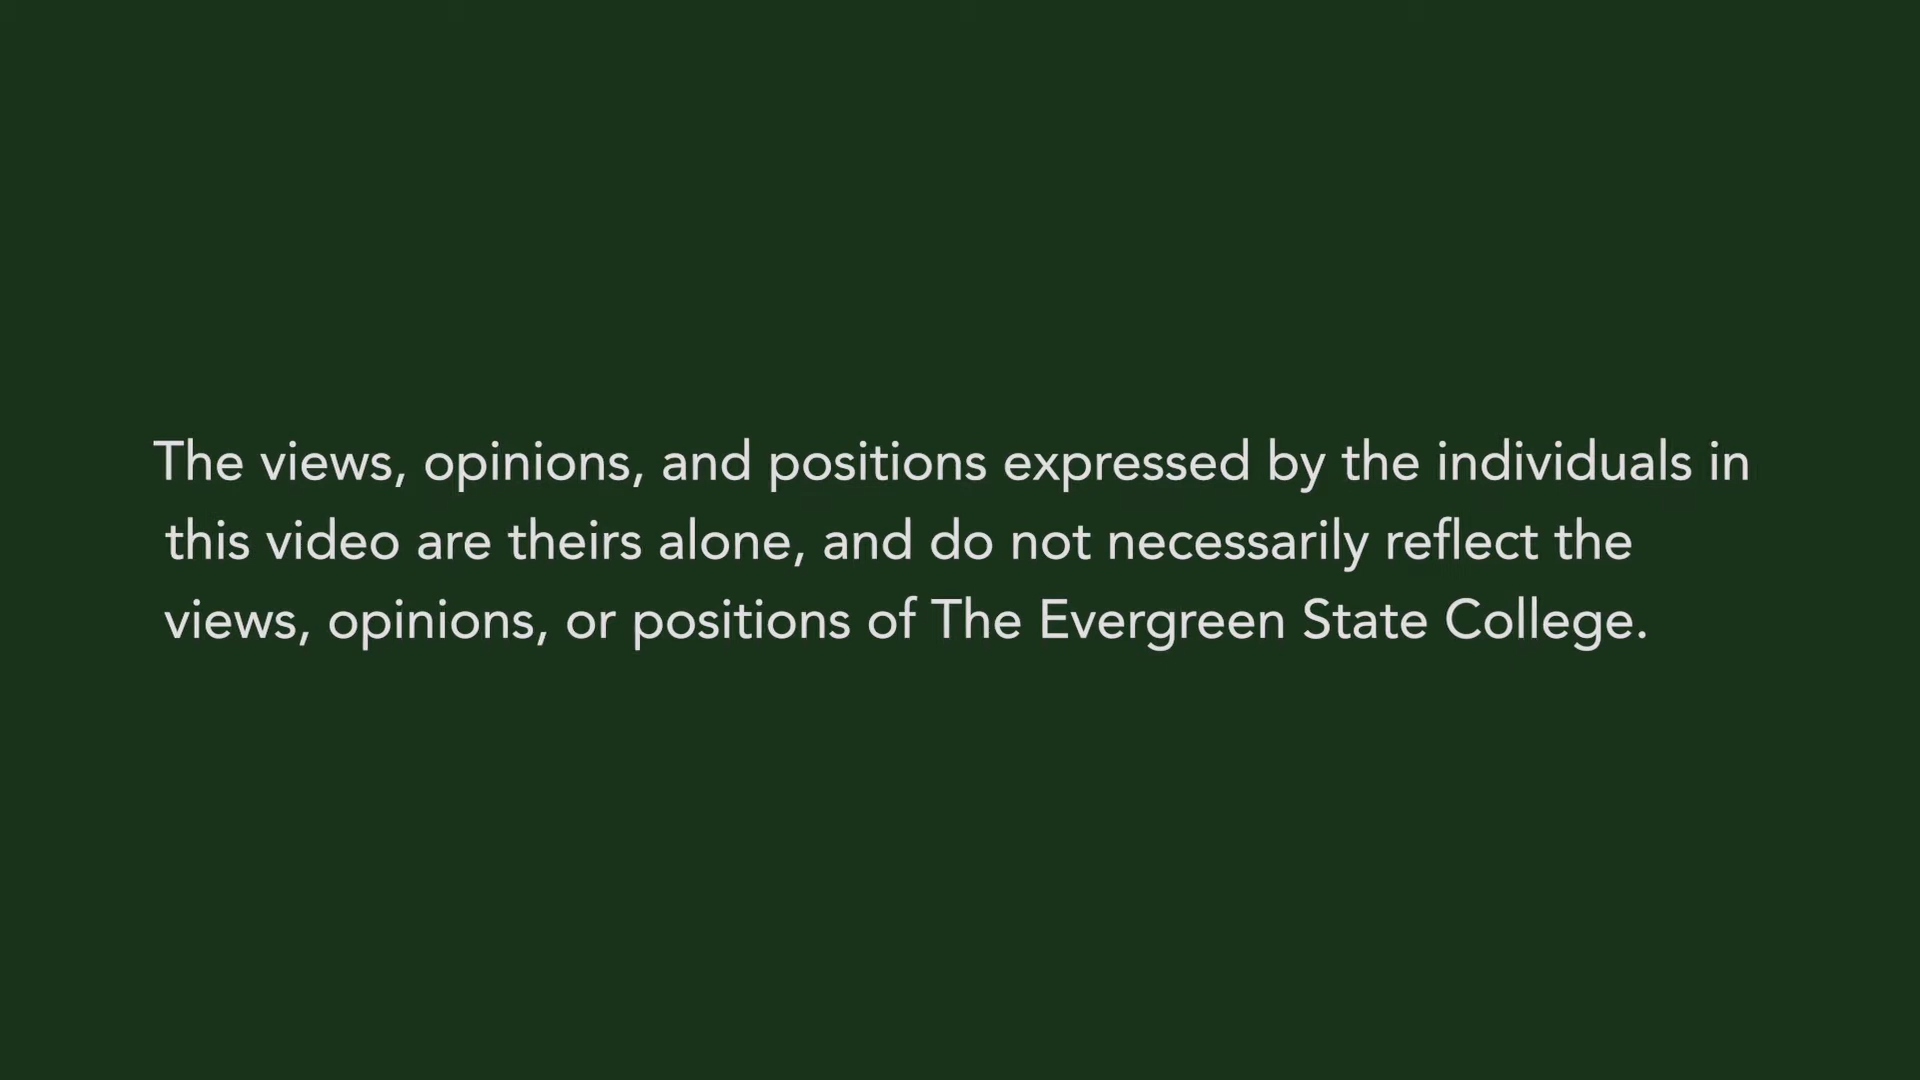 The views, opinions, and positions expressed by the individuals in
this video are theirs alone, and do not necessarily reflect the
views, opinions, or positions of The Evergreen State College.